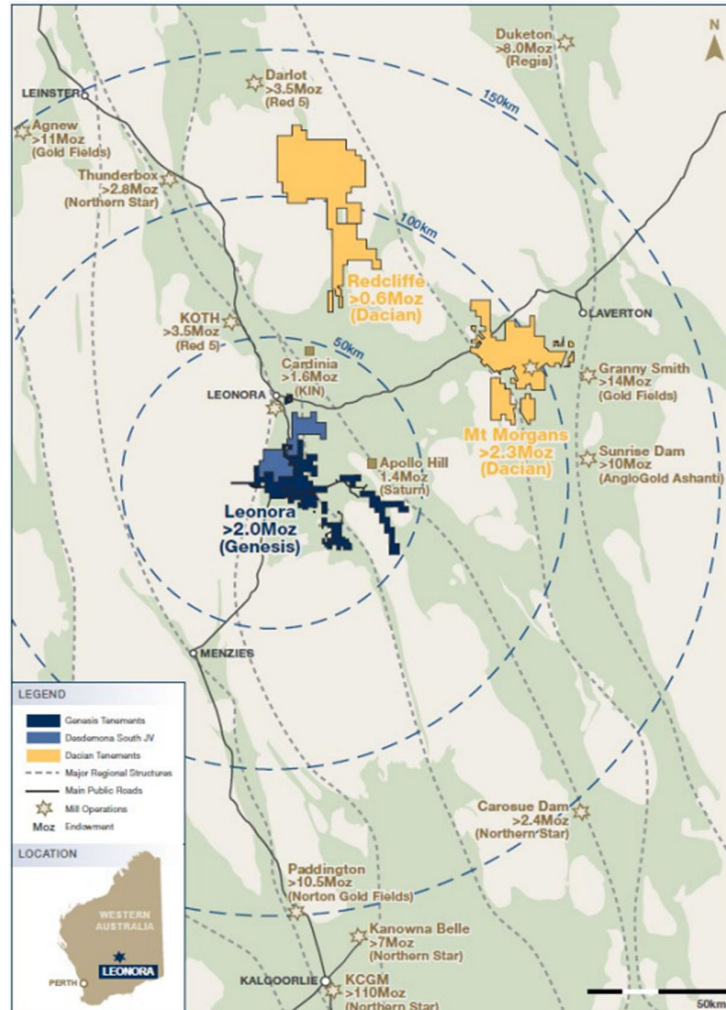 N
Duketon
>8.0Moz
(Regis)
150km
Darlot
>3.5Moz
(Red 5)
LEINSTER
Agnew
>11Moz
(Gold Fields)
Thunderbox
>2.8Moz
(Northern Star)
100km
Redcliffe
>0.6Moz
(Dacian)
LAVERTON
KOTH
>3.5Moz
(Red 5)
50km
Cardinia
>1.6Moz
(KIN)
Granny Smith
>14Moz
(Gold Fields)
LEONORA
Mt Morgans
>2.3Moz
(Dacian)
Sunrise Dam
>10Moz
(AngloGold Ashanti)
Apollo Hill
1.4Moz
(Saturn)
Leonora
>2.0Moz
(Genesis)
MENZIES
LEGEND
Genesis Tenements
Desdemona South JV
Dacian Tenements
Major Regional Structures
Main Public Roads
Mill Operations
Moz Endowment
LOCATION
WESTERN
AUSTRALIA
LEONORA
PERTH
Carosue Dam
>2.4Moz
(Northern Star)
Paddington
>10.5Moz
(Norton Gold Fields)
Kanowna Belle
>7Moz
(Northern Star)
KALGOORLIE
KCGM
>110Moz
(Northern Star)
50km